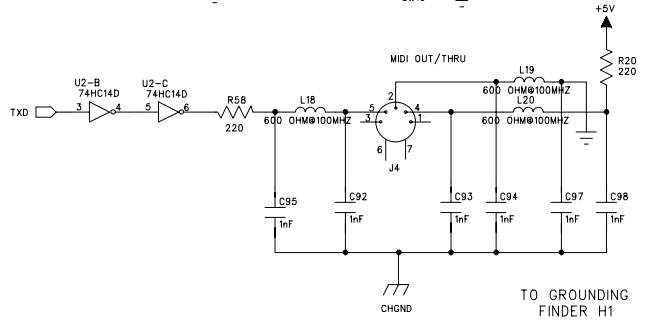 +5V
MIDI OUT/THRU
U2-B
74HC14D
U2-C
74HC14D
L19
R20
220
TXD
3
4
5
6
R58
220
L18
600 OHM@100MHZ
2
5
4
3
1
6
7
J4
600 OHM@100MHZ
L20
600 OHM@100MHZ
C95
1nF
C92
1nF
C93
1nF
C94
1nF
C97
1nF
C98
1nF
CHGND
TO GROUNDING
FINDER H1